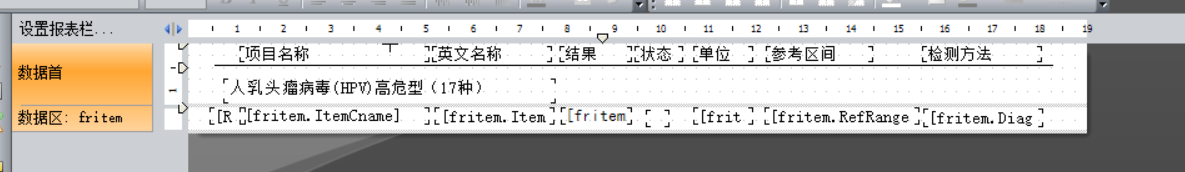 设置报表栏...
1 2 3 4 5 6 7 8 9 10 11 12 13 14 15 16 17 18 19
数据首
项目名称 英文名称 结果 状态 单位 参考区间 检测方法
人乳头瘤病毒(HPV)高危型（17种）
数据区: fritem
[R [fritem.ItemCname] [fritem.Item [fritem] [ ] [frit [fritem.RefRange [fritem.Diag